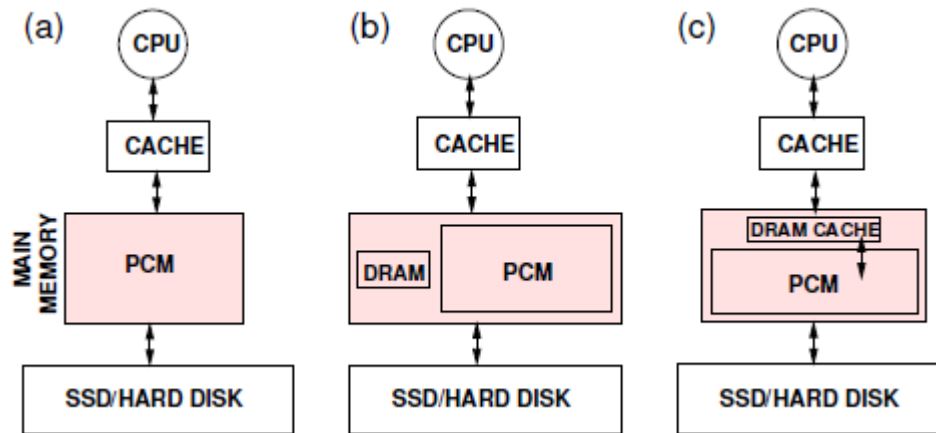 (a)
CPU
CACHE
MAIN
MEMORY
PCM
SSD/HARD DISK
(b)
CPU
CACHE
DRAM
PCM
SSD/HARD DISK
(c)
CPU
CACHE
DRAM CACHE
PCM
SSD/HARD DISK